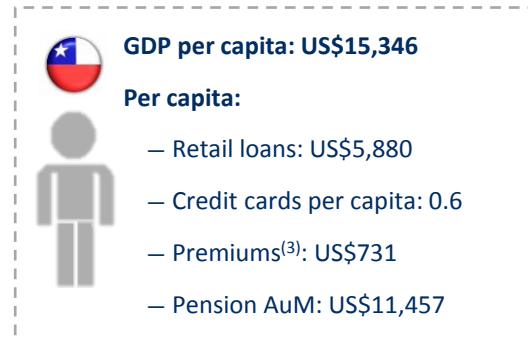 GDP per capita: US$15,346
Per capita:
— Retail loans: US$5,880
— Credit cards per capita: 0.6
— Premiums(3): US$731
— Pension AuM: US$11,457